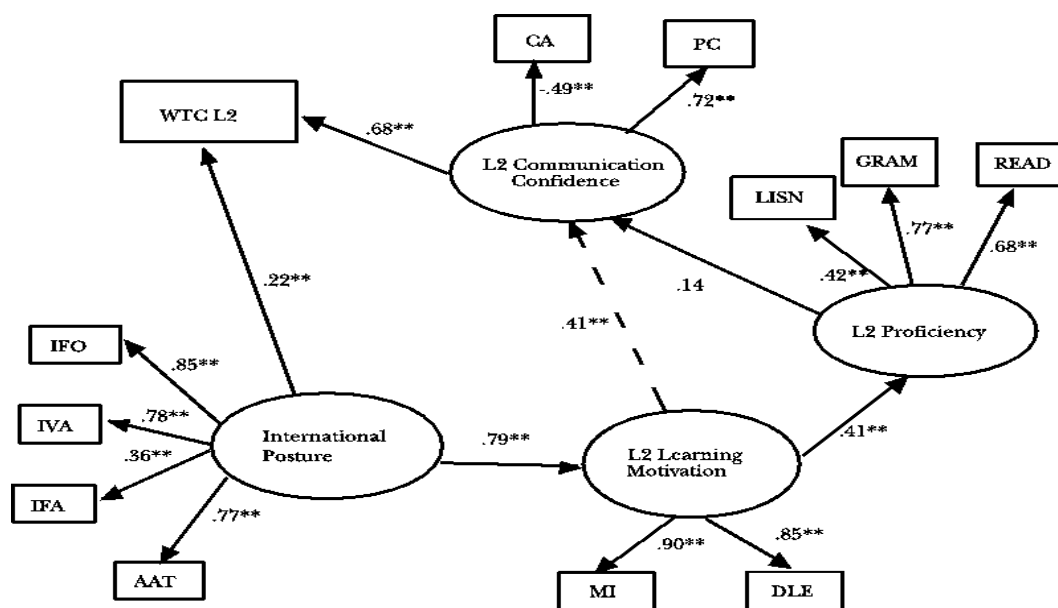 CA
PC
WTC L2
-.49**
.72**
.68**
L2 Communication
Confidence
GRAM
READ
LISN
.77**
.68**
.42**
.22**
.14
.41**
L2 Proficiency
IFO
.85**
IVA
.78**
.36**
International
Posture
.79**
L2 Learning
Motivation
.41**
IFA
.77**
.90**
.85**
AAT
MI
DLE